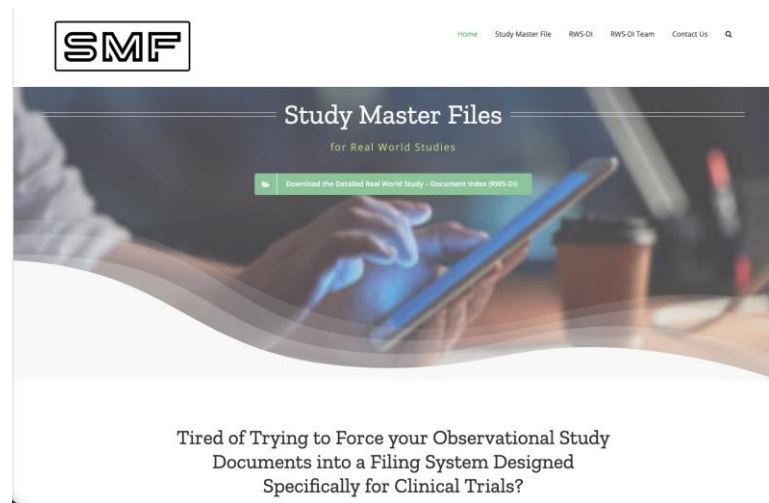 SMF
Home Study Master File RWS-DI RWS-DI Team Contact Us
Study Master Files
for Real World Studies
Download the Detailed Real World Study - Document Index (RWS-DI)
Tired of Trying to Force your Observational Study
Documents into a Filing System Designed
Specifically for Clinical Trials?